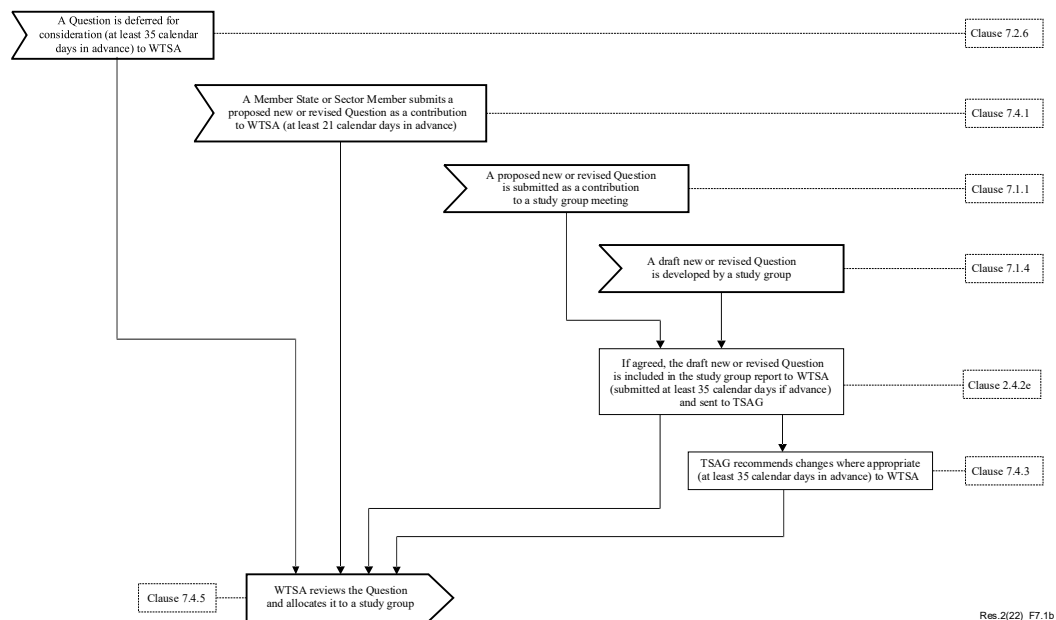 A Question is deferred for
consideration (at least 35 calendar
days in advance) to WTSA
Clause 7.2.6
A Member State or Sector Member submits a
proposed new or revised Question as a contribution
to WTSA (at least 21 calendar days in advance)
Clause 7.4.1
A proposed new or revised Question
is submitted as a contribution
to a study group meeting
Clause 7.1.1
A draft new or revised Question
is developed by a study group
Clause 7.1.4
If agreed, the draft new or revised Question
is included in the study group report to WTSA
(submitted at least 35 calendar days if advance)
and sent to TSAG
Clause 2.4.2e
TSAG recommends changes where appropriate
(at least 35 calendar days in advance) to WTSA
Clause 7.4.3
WTSA reviews the Question
and allocates it to a study group
Clause 7.4.5
Res.2(22)_F7.1b